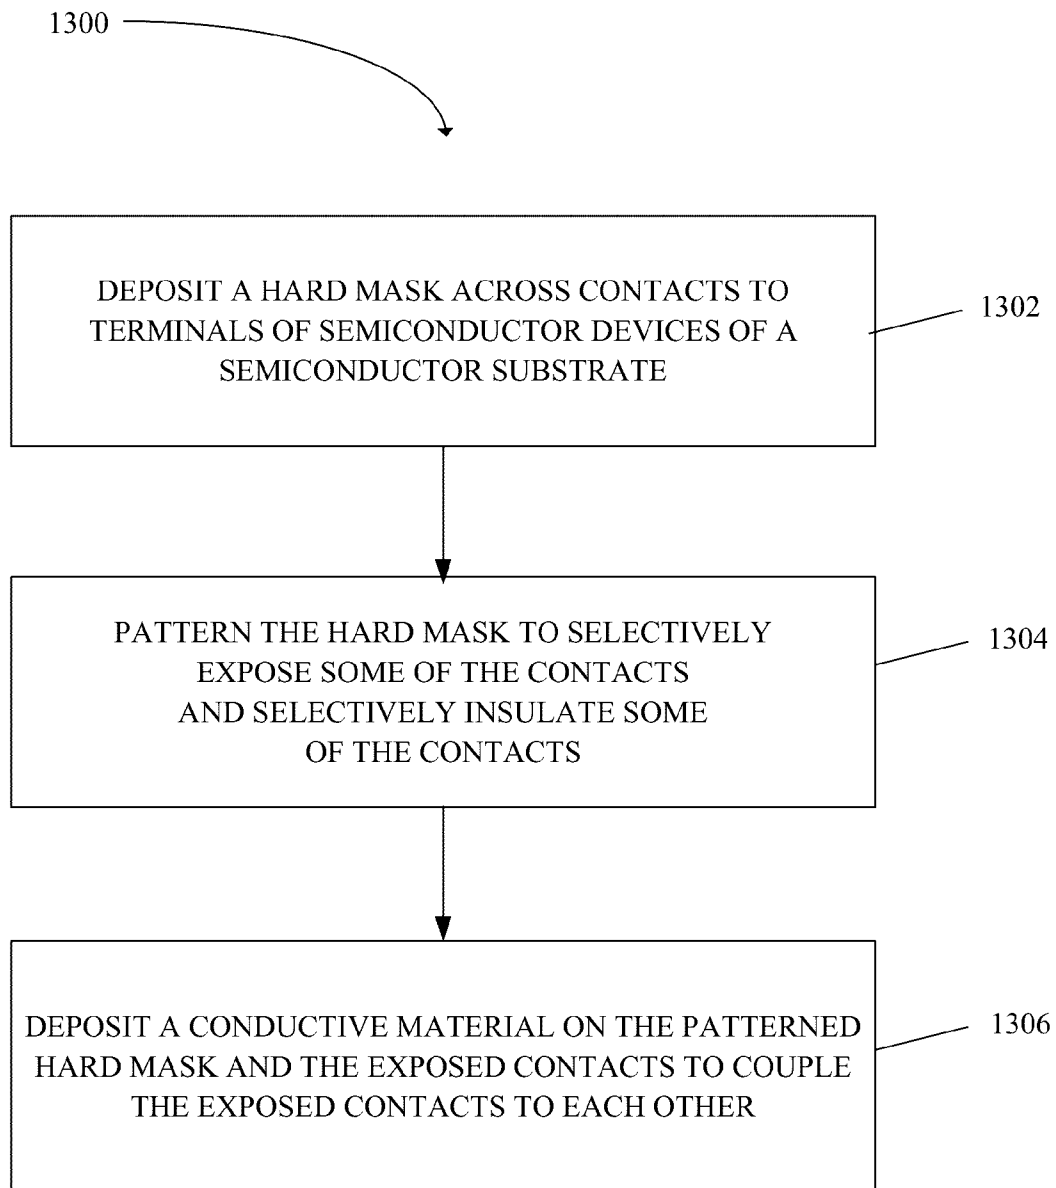 1300
DEPOSIT A HARD MASK ACROSS CONTACTS TO
TERMINALS OF SEMICONDUCTOR DEVICES OF A
SEMICONDUCTOR SUBSTRATE
1302
PATTERN THE HARD MASK TO SELECTIVELY
EXPOSE SOME OF THE CONTACTS
AND SELECTIVELY INSULATE SOME
OF THE CONTACTS
1304
DEPOSIT A CONDUCTIVE MATERIAL ON THE PATTERNED
HARD MASK AND THE EXPOSED CONTACTS TO COUPLE
THE EXPOSED CONTACTS TO EACH OTHER
1306